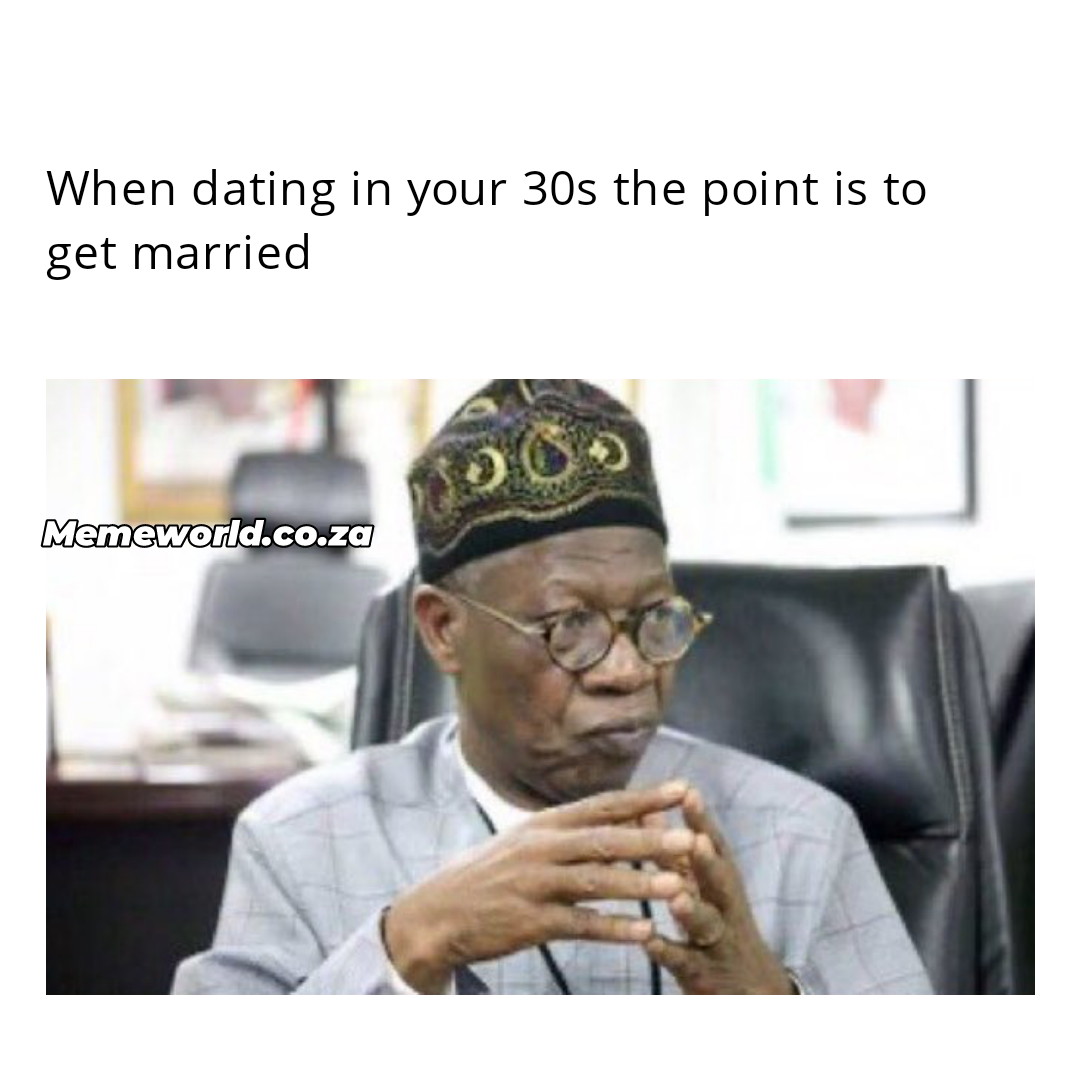 When dating in your 30s the point is to
get married
Memeworld.co.za